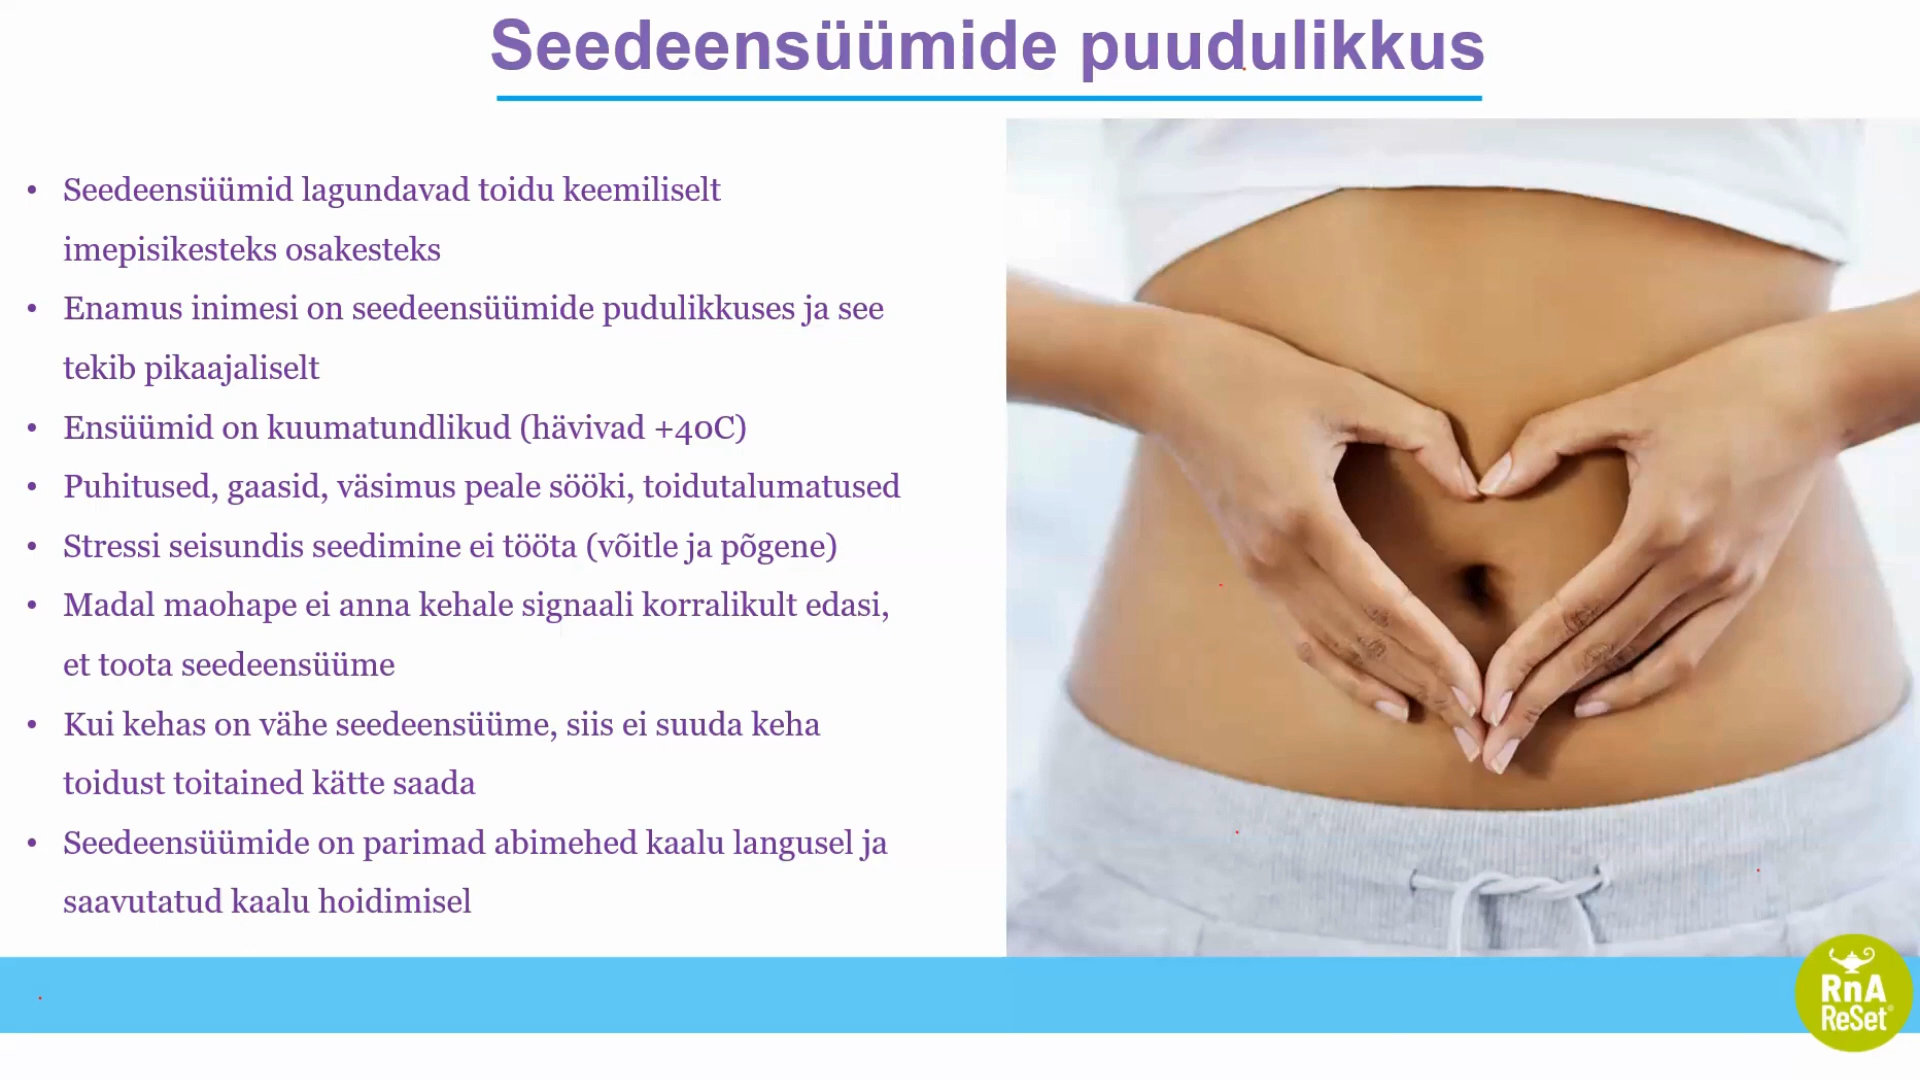 Seedeensüümide puudulikkus
• Seedeensüümid lagundavad toidu keemiliselt
imepisikesteks osakesteks
• Enamus inimesi on seedeensüümide pudulikkuses ja see
tekib pikaajaliselt
• Ensüümid on kuumatundlikud (hävivad +40C)
• Puhitused, gaasid, väsimus peale sööki, toidutalumatused
• Stressi seisundis seedimine ei tööta (võitle ja põgene)
• Madal maohape ei anna kehale signaali korralikult edasi,
et toota seedeensüüme
• Kui kehas on vähe seedeensüüme, siis ei suuda keha
toidust toitained kätte saada
• Seedeensüümide on parimad abimehed kaalu langusel ja
saavutatud kaalu hoidimisel
RnA
ReSet®